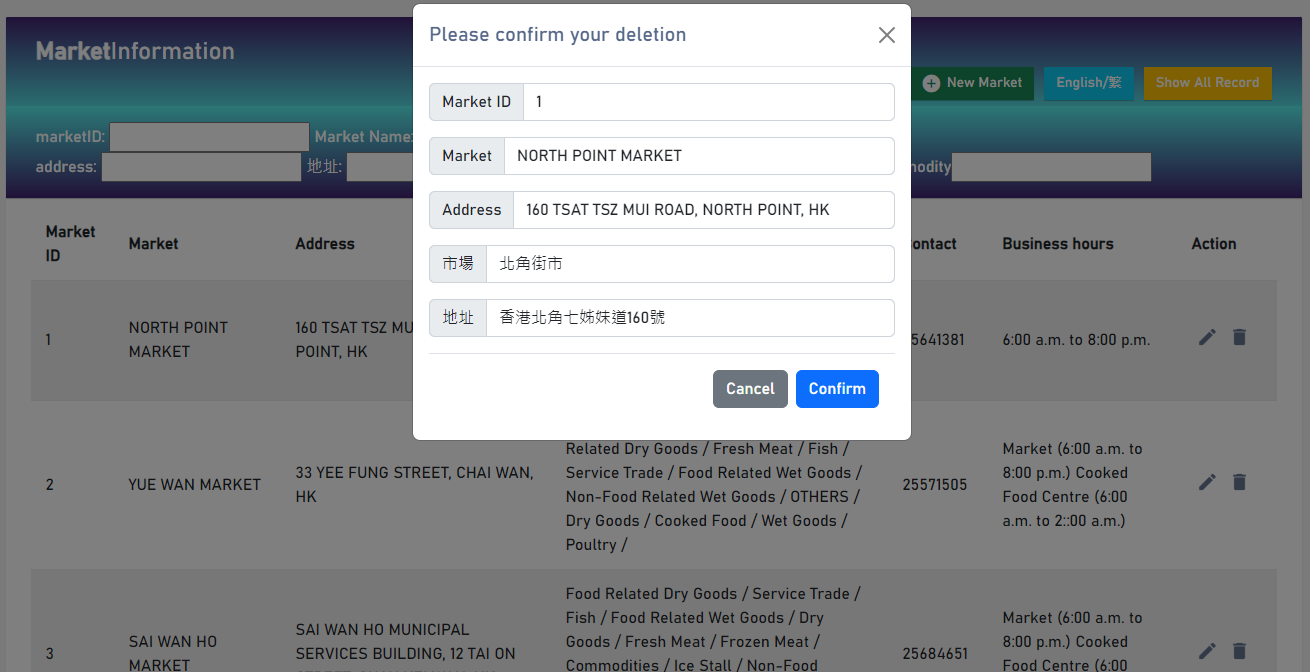 Please confirm your deletion
Market ID 1
Market NORTH POINT MARKET
Address 160 TSAT TSZ MUI ROAD, NORTH POINT, HK
市場 北角街市
地址 香港北角七姊妹道160號
Cancel Confirm
MarketInformation
New Market English/繁 Show All Record
marketID: Market Name:
address: 地址:
Market
ID
Market Address Business hours Action
1
NORTH POINT
MARKET
160 TSAT TSZ MU
POINT, HK
5641381
6:00 a.m. to 8:00 p.m.
2
YUE WAN MARKET
33 YEE FUNG STREET, CHAI WAN,
HK
Related Dry Goods / Fresh Meat / Fish /
Service Trade / Food Related Wet Goods /
Non-Food Related Wet Goods / OTHERS /
Dry Goods / Cooked Food / Wet Goods /
Poultry /
25571505
Market (6:00 a.m. to
8:00 p.m.) Cooked
Food Centre (6:00
a.m. to 2::00 a.m.)
3
SAI WAN HO
MARKET
SAI WAN HO MUNICIPAL
SERVICES BUILDING, 12 TAI ON
Food Related Dry Goods / Service Trade /
Fish / Food Related Wet Goods / Dry
Goods / Fresh Meat / Frozen Meat /
Commodities / Ice Stall / Non-Food
25684651
Market (6:00 a.m. to
8:00 p.m.) Cooked
Food Centre (6:00